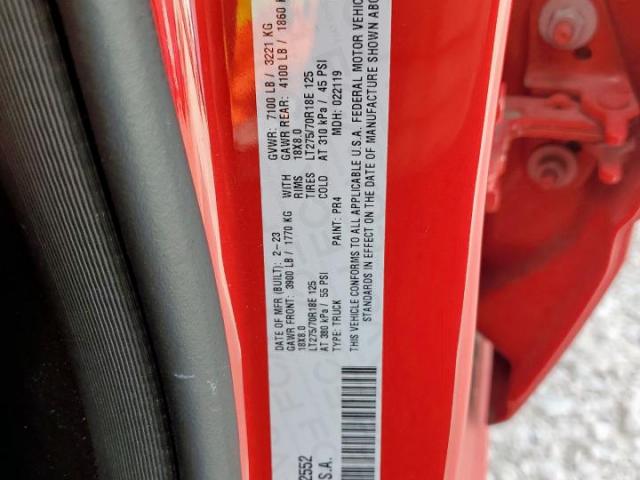 DATE OF MFR (BUILT): 2-23 GVWR: 7100 LB / 3221 KG
GAWR FRONT: 3900 LB / 1770 KG WITH GAWR REAR: 4100 LB / 1860
18X8.0 RIMS 18X8.0
LT275/70R18E 125 TIRES LT275/70R18E 125
AT 380 kPa / 55 PSI COLD AT 310 kPa / 45 PSI
TYPE: TRUCK PAINT: PR4 MDH: 022119
THIS VEHICLE CONFORMS TO ALL APPLICABLE U.S.A. FEDERAL MOTOR VEHIC
STANDARDS IN EFFECT ON THE DATE OF MANUFACTURE SHOWN ABO
2552
S.A.